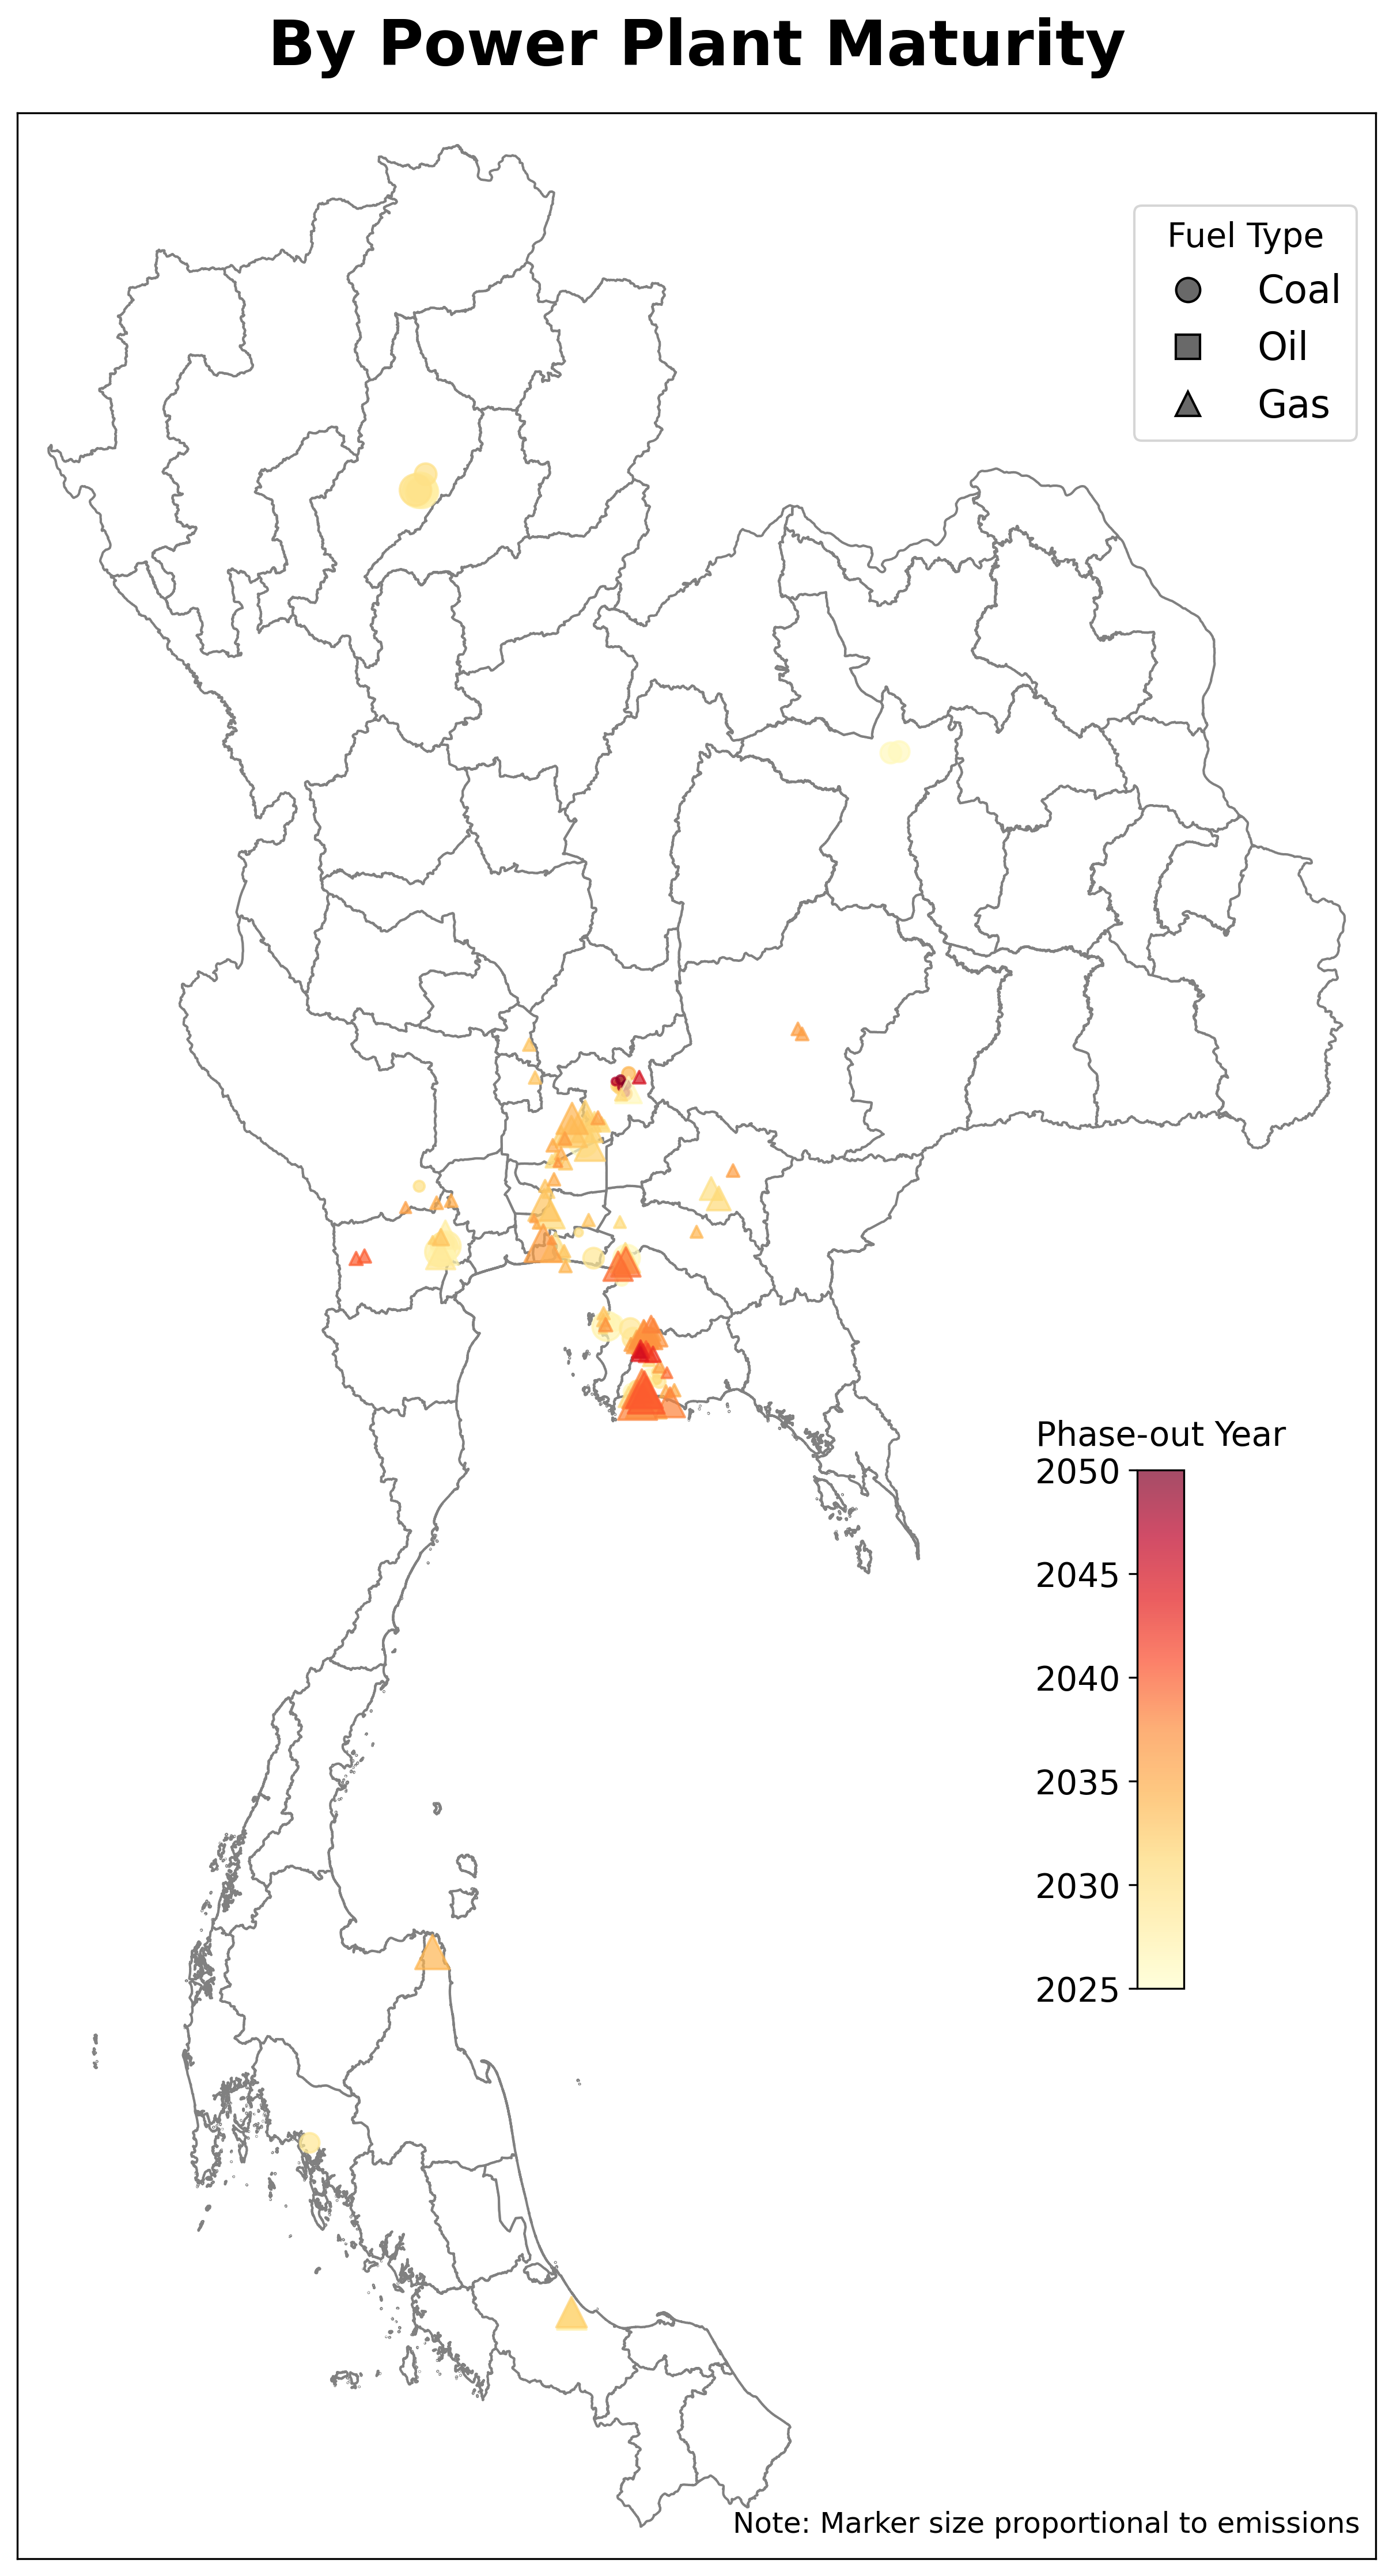 By Power Plant Maturity
Fuel Type
Coal
Oil
Gas
Phase-out Year
2050
2045
2040
2035
2030
2025
Note: Marker size proportional to emissions